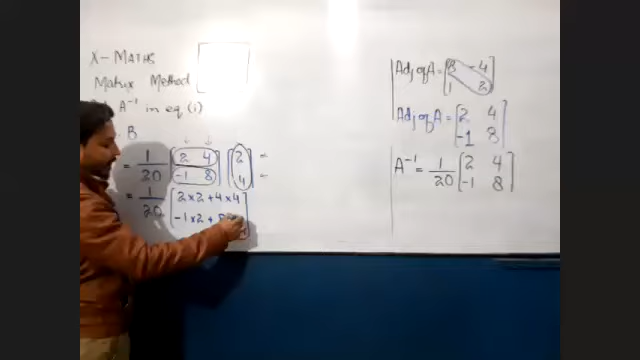 X- MATHS
Matrix Method
A⁻¹ in eq (i)
B
= 1/20 [2 4; -1 8] [2; 4] =
= 1/20 [2×2+4×4; -1×2+
Adj of A = [8 -4; 1 2]
Adj of A = [2 4; -1 8]
A⁻¹ = 1/20 [2 4; -1 8]